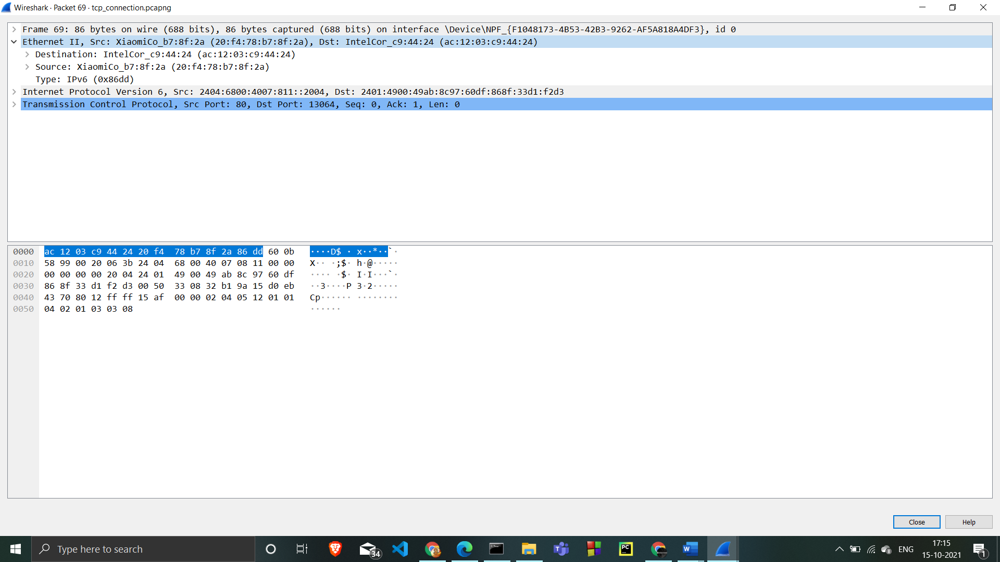 Wireshark · Packet 69 · tcp_connection.pcapng
Frame 69: 86 bytes on wire (688 bits), 86 bytes captured (688 bits) on interface \Device\NPF_{F1048173-4B53-42B3-9262-AF5A818A4DF3}, id 0
Ethernet II, Src: XiaomiCo_b7:8f:2a (20:f4:78:b7:8f:2a), Dst: IntelCor_c9:44:24 (ac:12:03:c9:44:24)
Destination: IntelCor_c9:44:24 (ac:12:03:c9:44:24)
Source: XiaomiCo_b7:8f:2a (20:f4:78:b7:8f:2a)
Type: IPv6 (0x86dd)
Internet Protocol Version 6, Src: 2404:6800:4007:811::2004, Dst: 2401:4900:49ab:8c97:60df:868f:33d1:f2d3
Transmission Control Protocol, Src Port: 80, Dst Port: 13064, Seq: 0, Ack: 1, Len: 0
0000 ac 12 03 c9 44 24 20 f4 78 b7 8f 2a 86 dd 60 0b ····D$ · x··*··`·
0010 58 99 00 20 06 3b 24 04 68 00 40 07 08 11 00 00 X·· ·;$· h·@·····
0020 00 00 00 00 20 04 24 01 49 00 49 ab 8c 97 60 df ···· ·$· I·I···`·
0030 86 8f 33 d1 f2 d3 00 50 33 08 32 b1 9a 15 d0 eb ··3····P 3·2·····
0040 43 70 80 12 ff ff 15 af 00 00 02 04 05 12 01 01 Cp······ ········
0050 04 02 01 03 03 08 ······
Close Help
Type here to search 34 PC ENG 17:15
15-10-2021 1